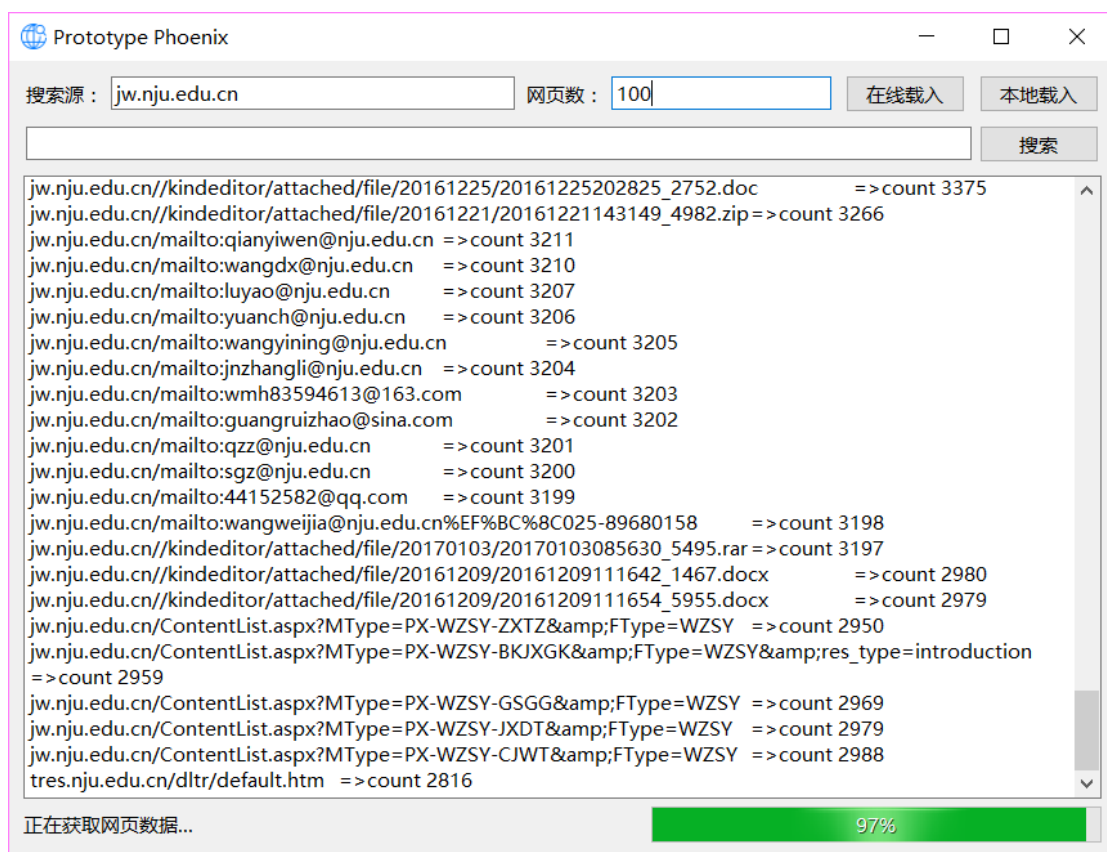 Prototype Phoenix
搜索源： jw.nju.edu.cn 网页数： 100 在线载入 本地载入
搜索
jw.nju.edu.cn//kindeditor/attached/file/20161225/20161225202825_2752.doc =>count 3375
jw.nju.edu.cn//kindeditor/attached/file/20161221/20161221143149_4982.zip=>count 3266
jw.nju.edu.cn/mailto:qianyiwen@nju.edu.cn =>count 3211
jw.nju.edu.cn/mailto:wangdx@nju.edu.cn =>count 3210
jw.nju.edu.cn/mailto:luyao@nju.edu.cn =>count 3207
jw.nju.edu.cn/mailto:yuanch@nju.edu.cn =>count 3206
jw.nju.edu.cn/mailto:wangyining@nju.edu.cn =>count 3205
jw.nju.edu.cn/mailto:jnzhangli@nju.edu.cn =>count 3204
jw.nju.edu.cn/mailto:wmh83594613@163.com =>count 3203
jw.nju.edu.cn/mailto:guangruizhao@sina.com =>count 3202
jw.nju.edu.cn/mailto:qzz@nju.edu.cn =>count 3201
jw.nju.edu.cn/mailto:sgz@nju.edu.cn =>count 3200
jw.nju.edu.cn/mailto:44152582@qq.com =>count 3199
jw.nju.edu.cn/mailto:wangweijia@nju.edu.cn%EF%BC%8C025-89680158 =>count 3198
jw.nju.edu.cn//kindeditor/attached/file/20170103/20170103085630_5495.rar=>count 3197
jw.nju.edu.cn//kindeditor/attached/file/20161209/20161209111642_1467.docx =>count 2980
jw.nju.edu.cn//kindeditor/attached/file/20161209/20161209111654_5955.docx =>count 2979
jw.nju.edu.cn/ContentList.aspx?MType=PX-WZSY-ZXTZ&amp;FType=WZSY =>count 2950
jw.nju.edu.cn/ContentList.aspx?MType=PX-WZSY-BKJXGK&amp;FType=WZSY&amp;res_type=introduction
=>count 2959
jw.nju.edu.cn/ContentList.aspx?MType=PX-WZSY-GSGG&amp;FType=WZSY =>count 2969
jw.nju.edu.cn/ContentList.aspx?MType=PX-WZSY-JXDT&amp;FType=WZSY =>count 2979
jw.nju.edu.cn/ContentList.aspx?MType=PX-WZSY-CJWT&amp;FType=WZSY =>count 2988
tres.nju.edu.cn/dltr/default.htm =>count 2816
正在获取网页数据... 97%